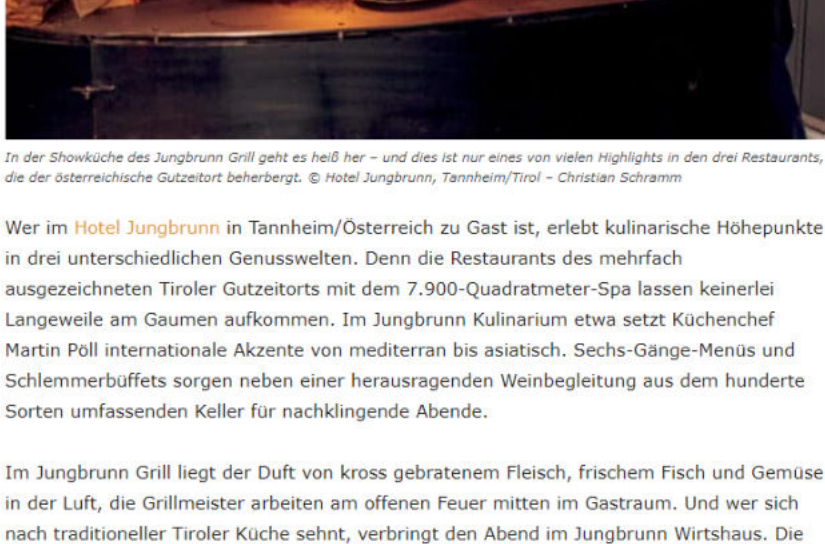 In der Showküche des Jungbrunn Grill geht es heiß her – und dies ist nur eines von vielen Highlights in den drei Restaurants,
die der österreichische Gutzeitort beherbergt. © Hotel Jungbrunn, Tannheim/Tirol – Christian Schramm
Wer im Hotel Jungbrunn in Tannheim/Österreich zu Gast ist, erlebt kulinarische Höhepunkte
in drei unterschiedlichen Genusswelten. Denn die Restaurants des mehrfach
ausgezeichneten Tiroler Gutzeitorts mit dem 7.900-Quadratmeter-Spa lassen keinerlei
Langeweile am Gaumen aufkommen. Im Jungbrunn Kulinarium etwa setzt Küchenchef
Martin Pöll internationale Akzente von mediterran bis asiatisch. Sechs-Gänge-Menüs und
Schlemmerbüffets sorgen neben einer herausragenden Weinbegleitung aus dem hunderte
Sorten umfassenden Keller für nachklingende Abende.
Im Jungbrunn Grill liegt der Duft von kross gebratenem Fleisch, frischem Fisch und Gemüse
in der Luft, die Grillmeister arbeiten am offenen Feuer mitten im Gastraum. Und wer sich
nach traditioneller Tiroler Küche sehnt, verbringt den Abend im Jungbrunn Wirtshaus. Die